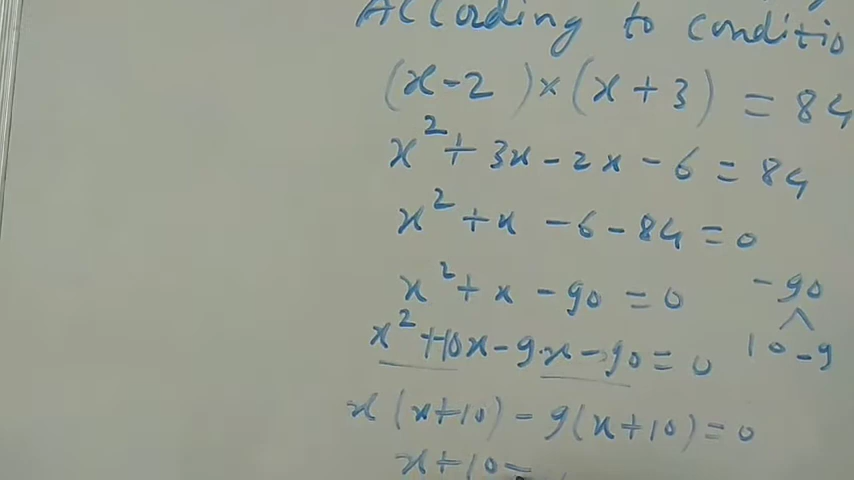 According to conditio
(x-2)×(x+3) = 84
x²+3x-2x-6=84
x²+x-6-84=0
x²+x-90=0
-90
10 -9
x²+10x-9·x-90=0
x(x+10)-9(x+10)=0
x+10=